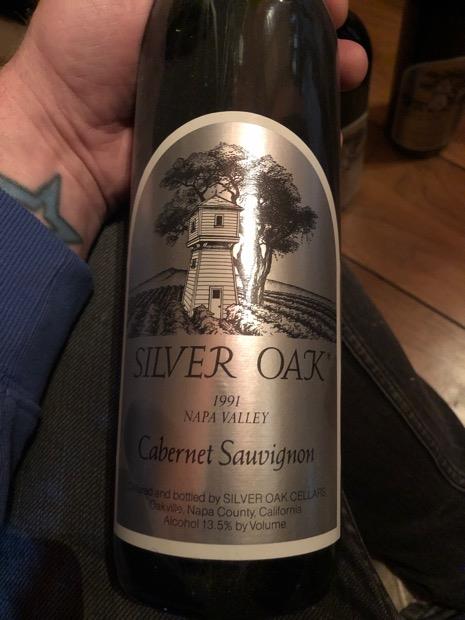 SILVER OAK®
1991
NAPA VALLEY
Cabernet Sauvignon
and bottled by SILVER OAK CELLARS
Oakville, Napa County, California
Alcohol 13.5% by Volume